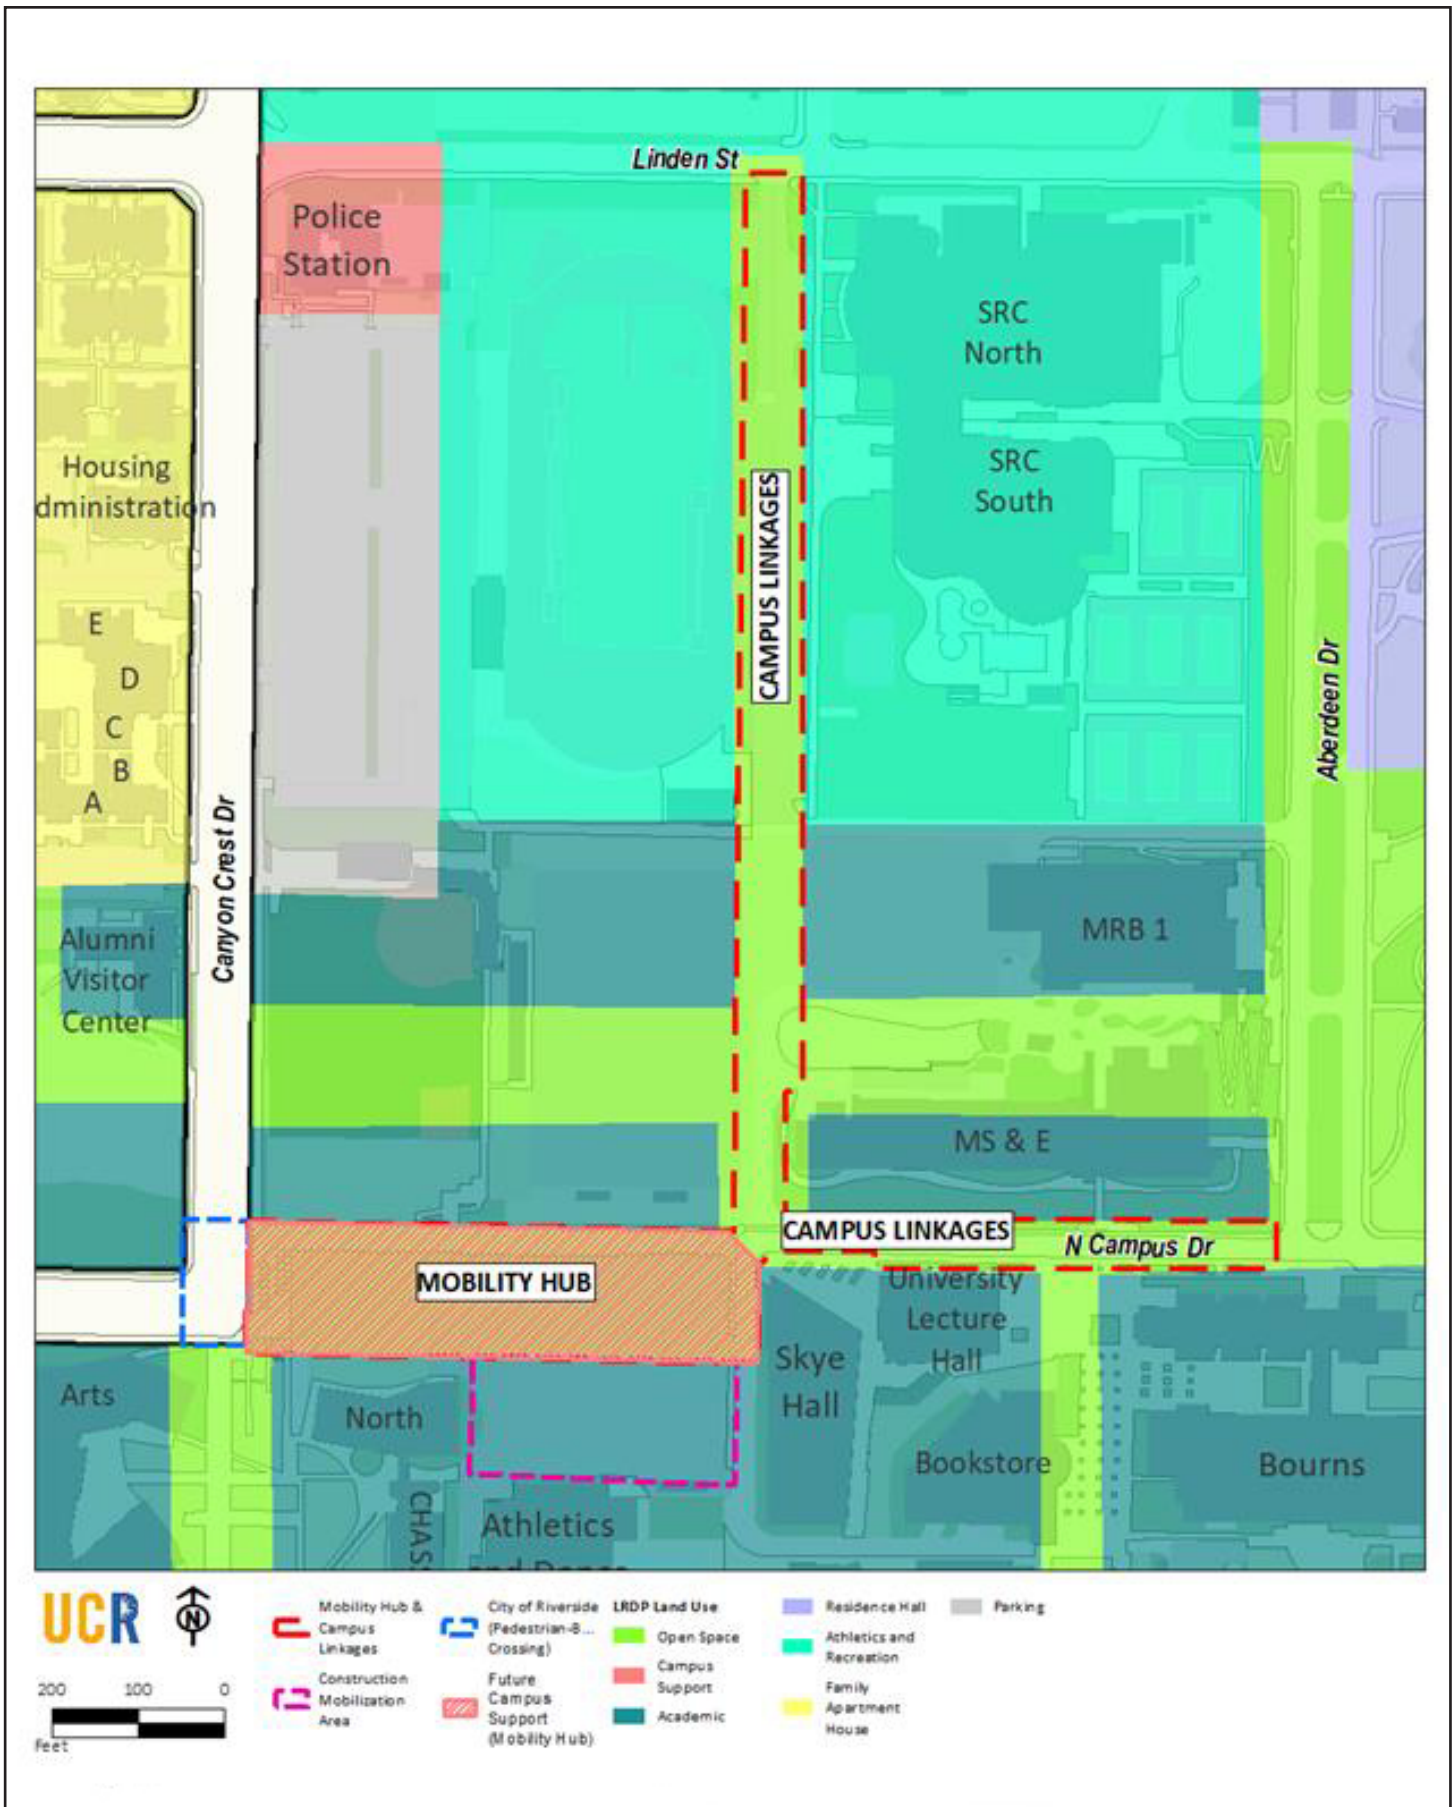 Linden St
Police
Station
SRC
North
SRC
South
Housing
dministration
CAMPUS LINKAGES
E
D
C
B
A
Aberdeen Dr
Canyon Crest Dr
Alumni
Visitor
Center
MRB 1
MS & E
CAMPUS LINKAGES
N Campus Dr
MOBILITY HUB
University
Lecture
Hall
Skye
Hall
Arts
North
Bookstore
Bourns
CHAS
Athletics
and Dance
UCR
N
200 100 0
Feet
Mobility Hub &
Campus
Linkages
Construction
Mobilization
Area
City of Riverside
(Pedestrian-B...
Crossing)
Future
Campus
Support
(Mobility Hub)
LRDP Land Use
Open Space
Campus
Support
Academic
Residence Hall
Athletics and
Recreation
Family
Apartment
House
Parking